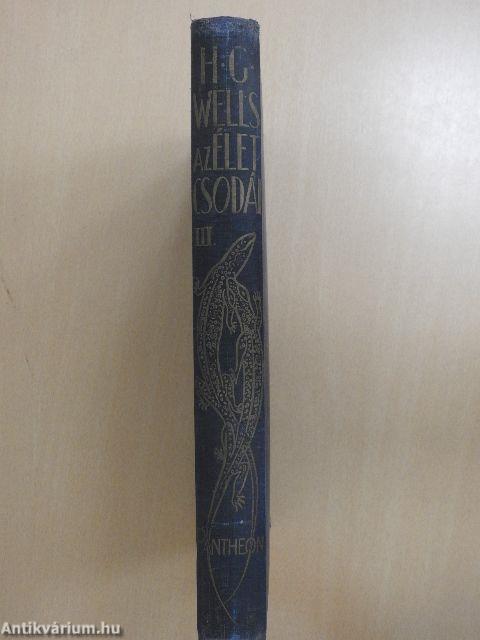 H·G·
WELLS
AZ ÉLET
CSODÁI
III.
PANTHEON
Antikvárium.hu